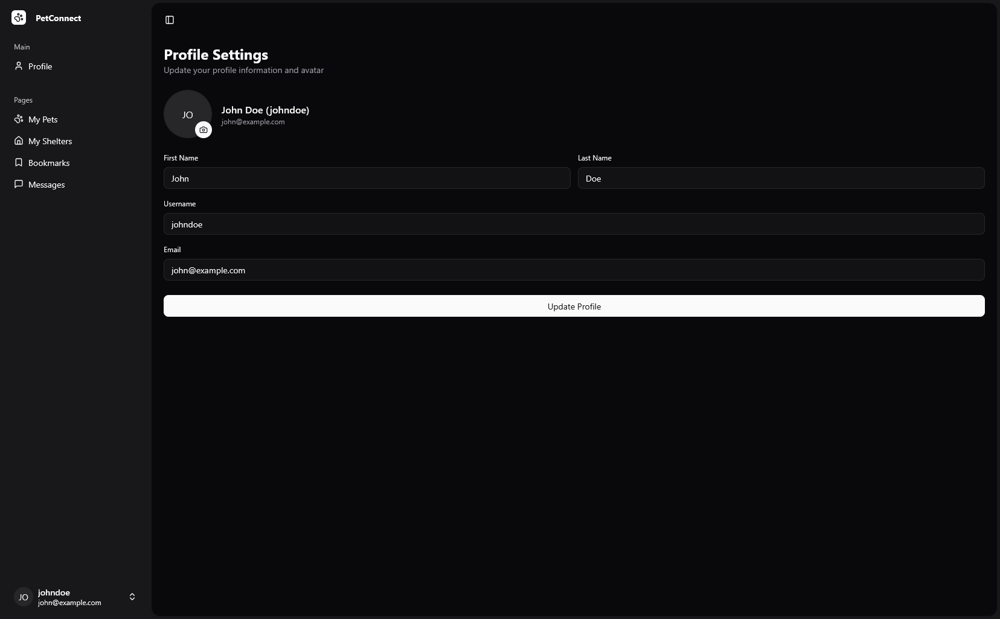 PetConnect
Main
Profile
Pages
My Pets
My Shelters
Bookmarks
Messages
JO
johndoe
john@example.com
Profile Settings
Update your profile information and avatar
JO
John Doe (johndoe)
john@example.com
First Name
John
Last Name
Doe
Username
johndoe
Email
john@example.com
Update Profile